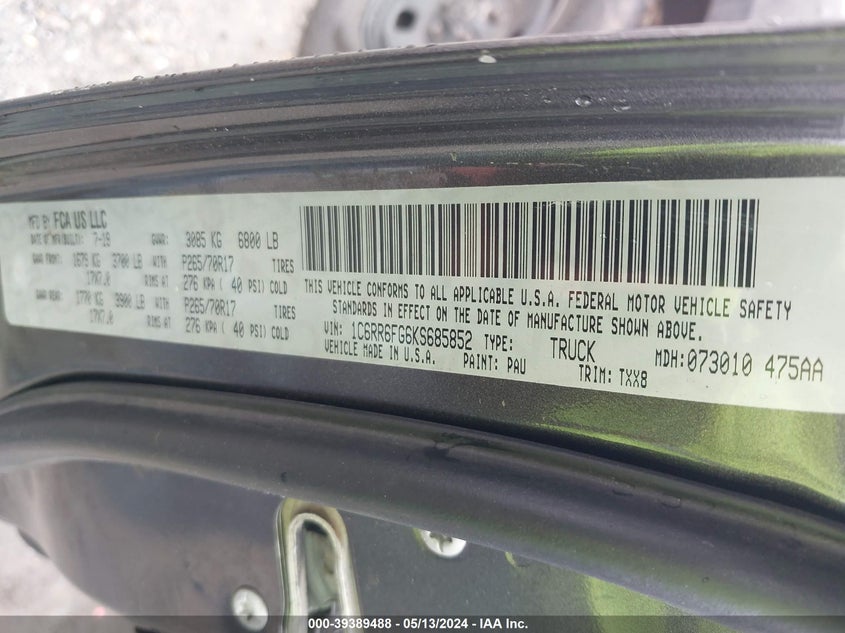 MFD BY FCA US LLC
DATE OF MFR(BUILT): 7-19 GVWR: 3085 KG 6800 LB
GAWR FRONT: 1679 KG 3700 LB WITH P265/70R17 TIRES
17X7.0 RIMS AT 276 KPA ( 40 PSI) COLD
GAWR REAR: 1770 KG 3900 LB WITH P265/70R17 TIRES
17X7.0 RIMS AT 276 KPA ( 40 PSI) COLD
THIS VEHICLE CONFORMS TO ALL APPLICABLE U.S.A. FEDERAL MOTOR VEHICLE SAFETY
STANDARDS IN EFFECT ON THE DATE OF MANUFACTURE SHOWN ABOVE.
VIN: 1C6RR6FG6KS685852 TYPE: TRUCK MDH:073010 475AA
VEHICLE MADE IN U.S.A. PAINT: PAU TRIM: TXX8
000-39389488 - 05/13/2024 - IAA Inc.